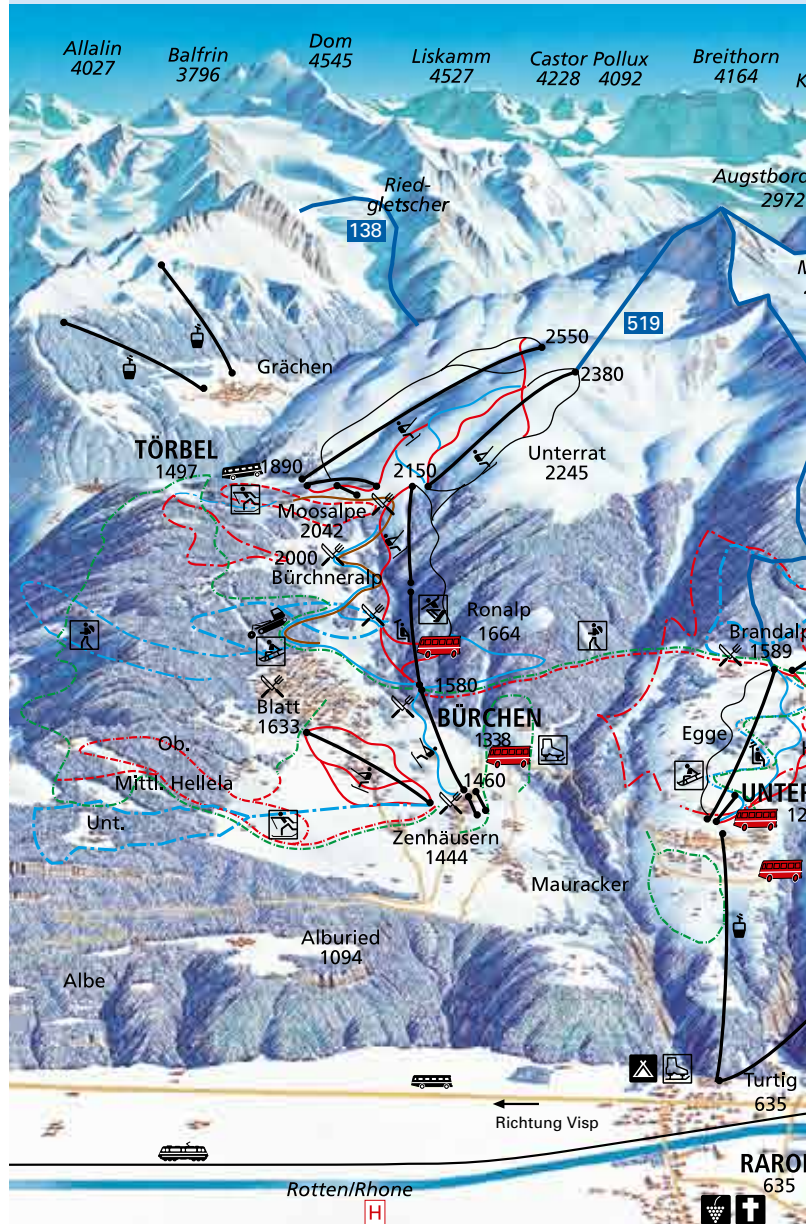 Allalin
4027
Balfrin
3796
Dom
4545
Liskamm
4527
Castor Pollux
4228 4092
Breithorn
4164
K
Ried-
gletscher
Augstbord
2972
138
M
519
2550
2380
Grächen
TÖRBEL
1497
1890
2150
Unterrat
2245
Moosalpe
2042
2000
Bürchneralp
Ronalp
1664
Brandalp
1589
1580
Blatt
1633
BÜRCHEN
1338
Egge
Ob.
Mittl. Hellela
Unt.
1460
UNTER
12
Zenhäusern
1444
Mauracker
Alburied
1094
Albe
Turtig
635
Richtung Visp
Rotten/Rhone
H
RARO
635